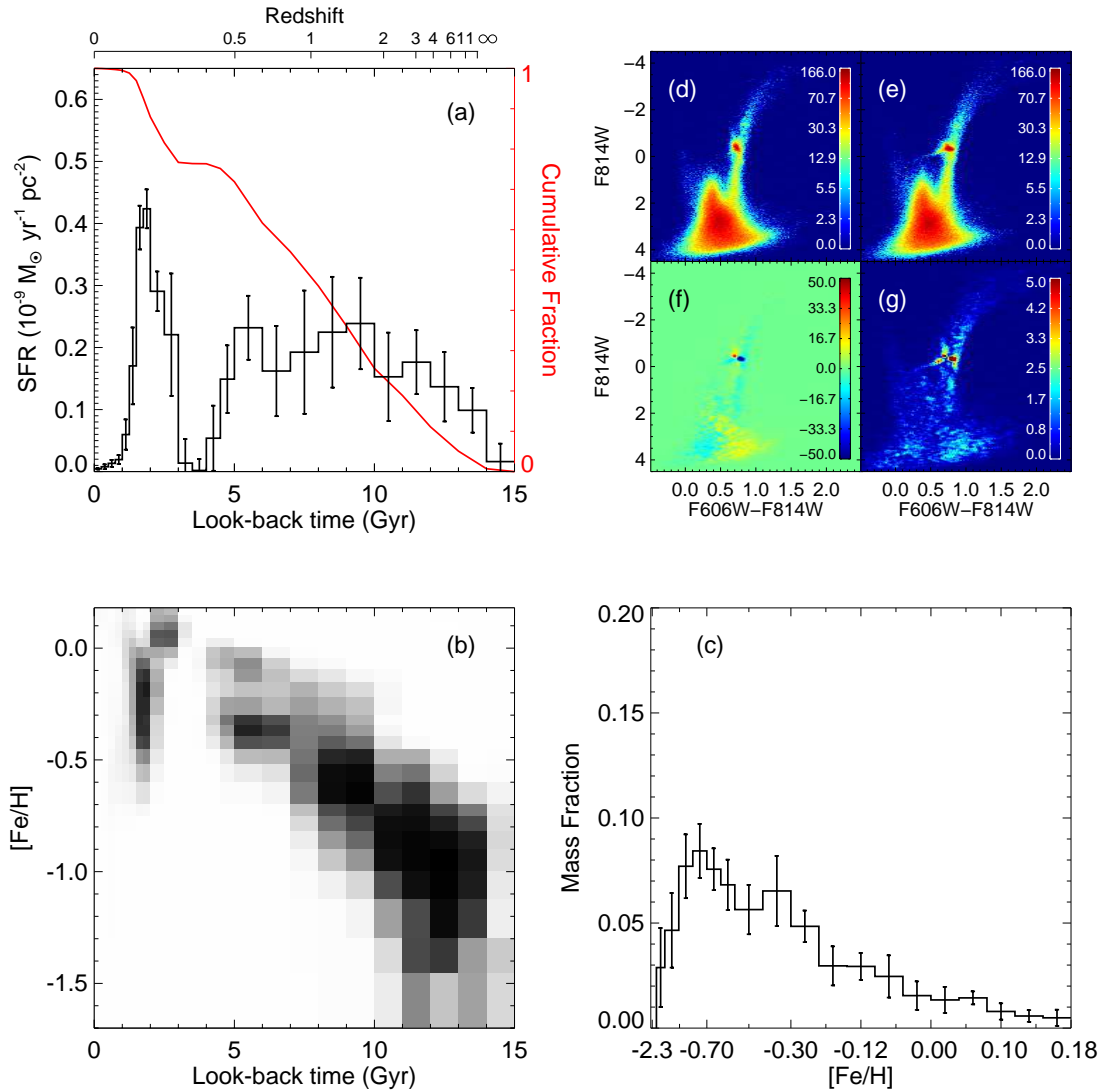 Redshift
0 0.5 1 2 3 4 6 11 ∞
(a)
SFR (10⁻⁹ M⊙ yr⁻¹ pc⁻²)
0.6
0.5
0.4
0.3
0.2
0.1
0.0
1
0
Cumulative Fraction
0 5 10 15
Look-back time (Gyr)
(d)
(e)
F814W
−4
−2
0
2
4
166.0
70.7
30.3
12.9
5.5
2.3
0.0
166.0
70.7
30.3
12.9
5.5
2.3
0.0
(f)
(g)
F814W
−4
−2
0
2
4
50.0
33.3
16.7
0.0
−16.7
−33.3
−50.0
5.0
4.1
3.4
2.5
1.7
0.8
0.0
0.0 0.5 1.0 1.5 2.0
F606W−F814W
0.0 0.5 1.0 1.5 2.0
F606W−F814W
(b)
[Fe/H]
0.0
-0.5
-1.0
-1.5
0 5 10 15
Look-back time (Gyr)
(c)
Mass Fraction
0.20
0.15
0.10
0.05
0.00
-2.3 -0.70 -0.30 -0.12 0.00 0.10 0.18
[Fe/H]